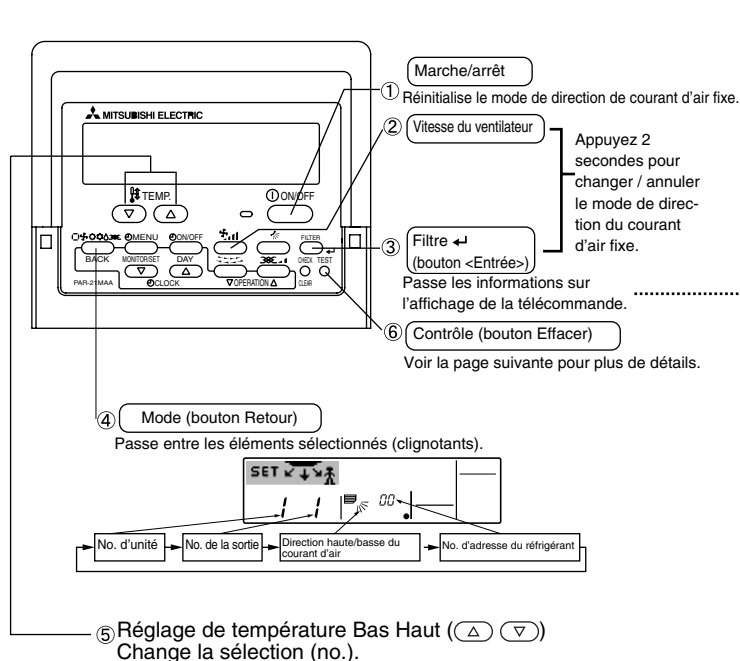 Marche/arrêt
① Réinitialise le mode de direction de courant d'air fixe.
② Vitesse du ventilateur
Appuyez 2
secondes pour
changer / annuler
le mode de direc-
tion du courant
d'air fixe.
③ Filtre ↵
(bouton <Entrée>)
Passe les informations sur
l'affichage de la télécommande. ....................
⑥ Contrôle (bouton Effacer)
Voir la page suivante pour plus de détails.
MITSUBISHI ELECTRIC
TEMP.
ON/OFF
▽ △
MENU ON/OFF FILTER
BACK MONITOR/SET DAY CHECK TEST
▽ △
PAR-21MAA CLOCK ▽ OPERATION △ CLEAR
④ Mode (bouton Retour)
Passe entre les éléments sélectionnés (clignotants).
SET
1 1 00
No. d'unité
No. de la sortie
Direction haute/basse du
courant d'air
No. d'adresse du réfrigérant
⑤ Réglage de température Bas Haut (△ ▽)
Change la sélection (no.).